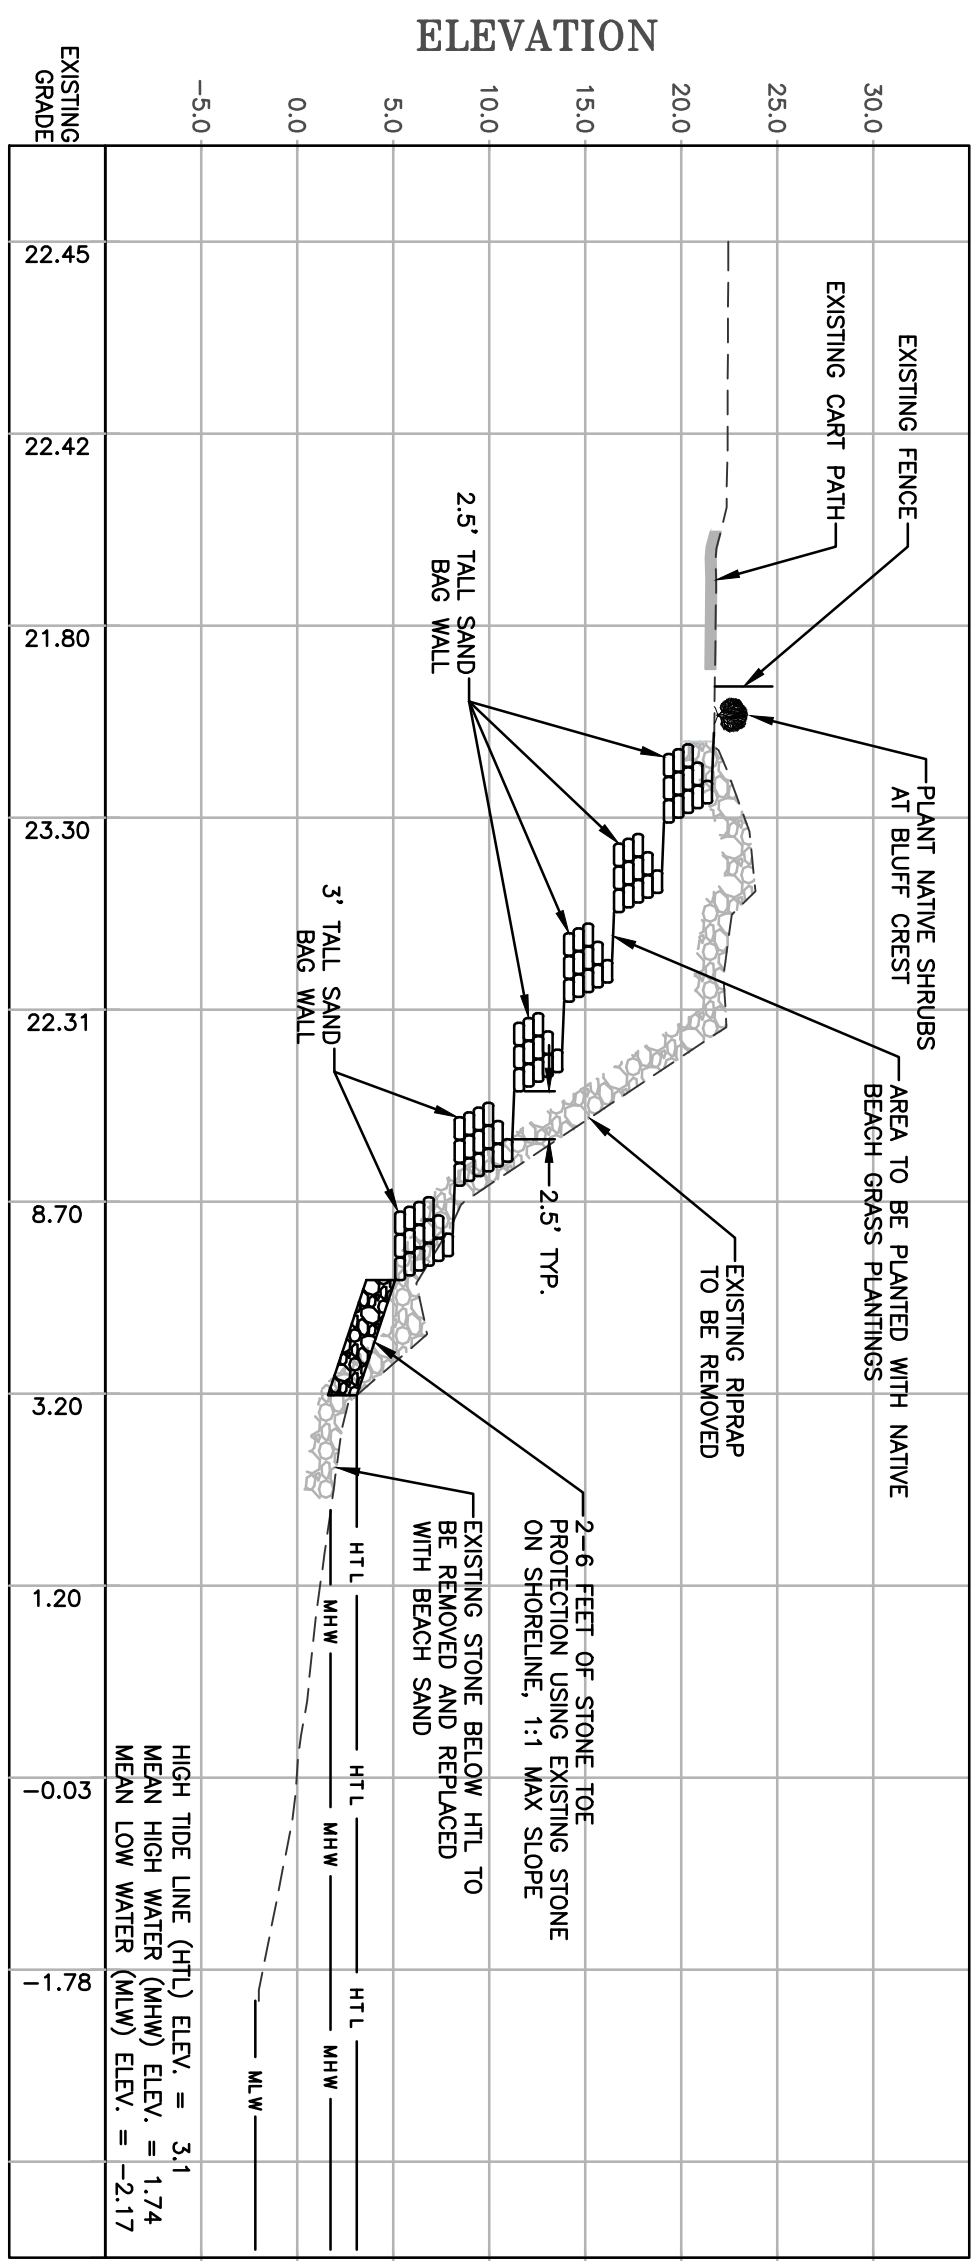 ELEVATION
30.0
25.0
20.0
15.0
10.0
5.0
0.0
-5.0
EXISTING
GRADE
22.45
22.42
21.80
23.30
22.31
8.70
3.20
1.20
-0.03
-1.78
EXISTING FENCE
EXISTING CART PATH
PLANT NATIVE SHRUBS
AT BLUFF CREST
AREA TO BE PLANTED WITH NATIVE
BEACH GRASS PLANTINGS
EXISTING RIPRAP
TO BE REMOVED
2.5' TALL SAND
BAG WALL
3' TALL SAND
BAG WALL
2.5' TYP.
2-6 FEET OF STONE TOE
PROTECTION USING EXISTING STONE
ON SHORELINE, 1:1 MAX SLOPE
EXISTING STONE BELOW HTL TO
BE REMOVED AND REPLACED
WITH BEACH SAND
HTL
HTL
HTL
MHW
MHW
MHW
MLW
HIGH TIDE LINE (HTL) ELEV. = 3.1
MEAN HIGH WATER (MHW) ELEV. = 1.74
MEAN LOW WATER (MLW) ELEV. = -2.17